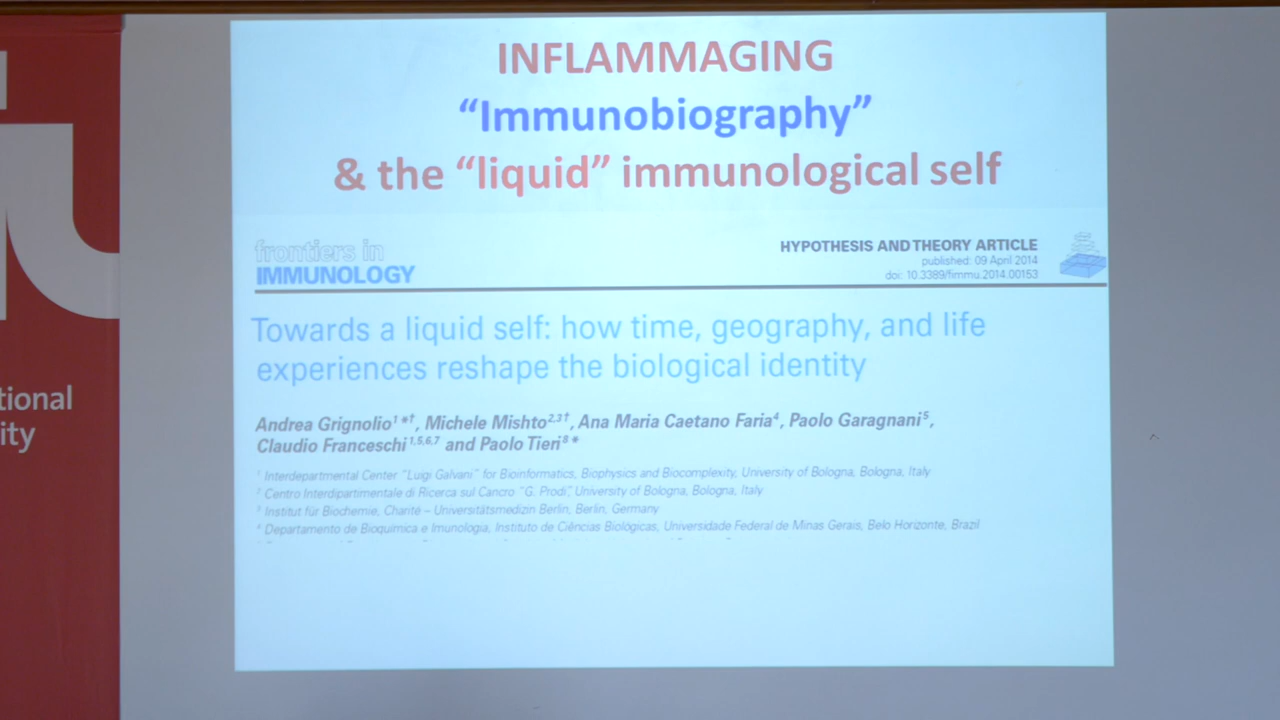 INFLAMMAGING
“Immunobiography”
& the “liquid” immunological self
frontiers in
IMMUNOLOGY
HYPOTHESIS AND THEORY ARTICLE
published: 09 April 2014
doi: 10.3389/fimmu.2014.00153
Towards a liquid self: how time, geography, and life
experiences reshape the biological identity
Andrea Grignolio¹*†, Michele Mishto²,³†, Ana Maria Caetano Faria⁴, Paolo Garagnani⁵,
Claudio Franceschi¹,⁵,⁶,⁷ and Paolo Tieri⁸*
¹ Interdepartmental Center “Luigi Galvani” for Bioinformatics, Biophysics and Biocomplexity, University of Bologna, Bologna, Italy
² Centro Interdipartimentale di Ricerca sul Cancro “G. Prodi”, University of Bologna, Bologna, Italy
³ Institut für Biochemie, Charité – Universitätsmedizin Berlin, Berlin, Germany
⁴ Departamento de Bioquimica e Imunologia, Instituto de Ciências Biológicas, Universidade Federal de Minas Gerais, Belo Horizonte, Brazil
tional
ity